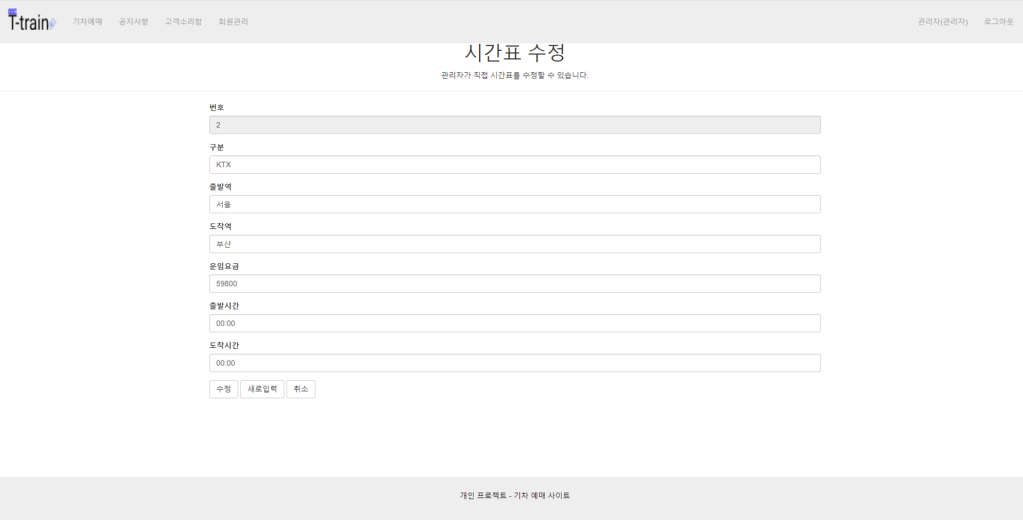 T-train 기차예매 공지사항 고객소리함 회원관리 관리자(관리자) 로그아웃
시간표 수정
관리자가 직접 시간표를 수정할 수 있습니다.
번호
2
구분
KTX
출발역
서울
도착역
부산
운임요금
59800
출발시간
00:00
도착시간
00:00
수정 새로입력 취소
개인 프로젝트 - 기차 예매 사이트